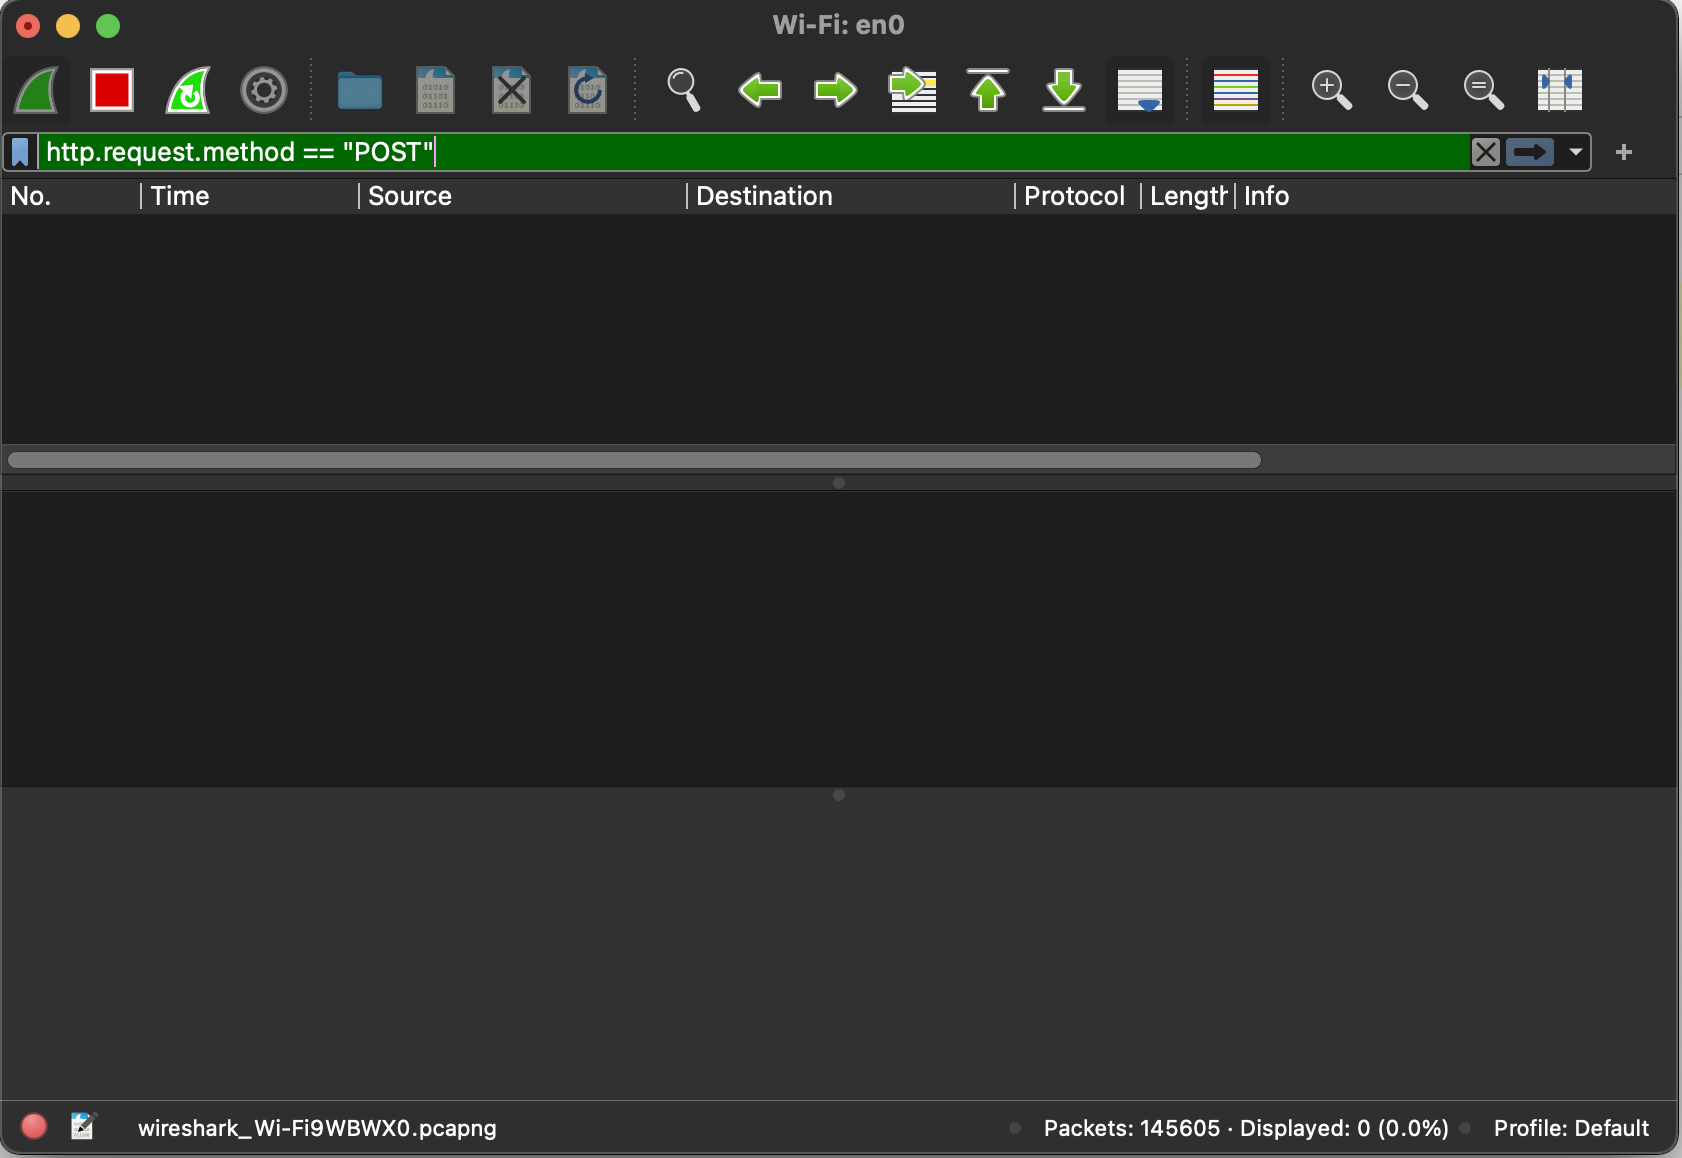 Wi-Fi: en0
http.request.method == "POST"
No. Time Source Destination Protocol Length Info
wireshark_Wi-Fi9WBWX0.pcapng Packets: 145605 · Displayed: 0 (0.0%) Profile: Default